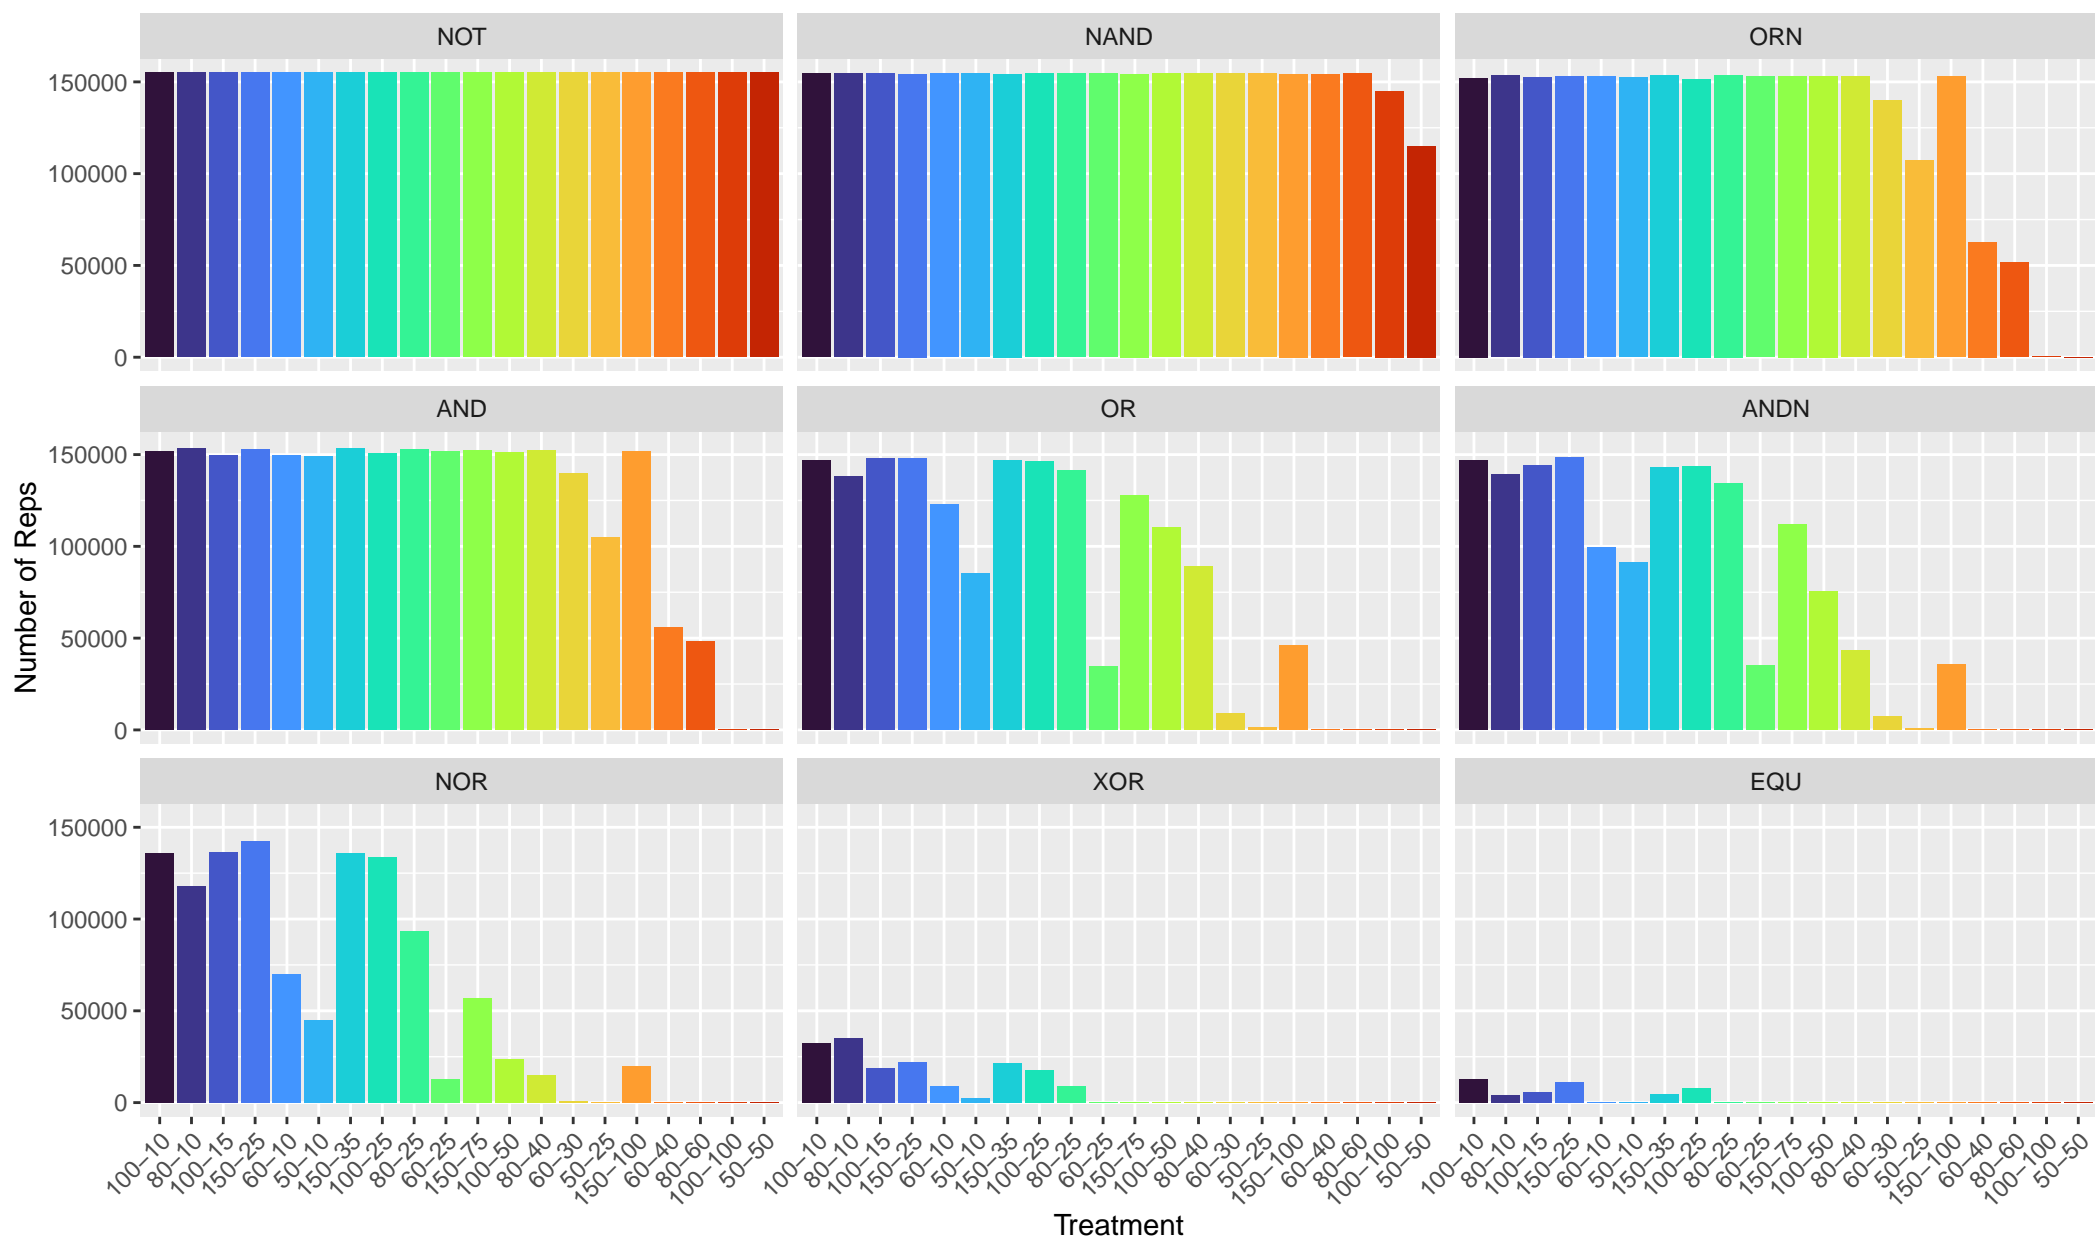 NOT
NAND
ORN
150000
100000
50000
0
AND
OR
ANDN
150000
100000
50000
0
Number of Reps
NOR
XOR
EQU
150000
100000
50000
0
100−10 80−10 100−15 150−25 60−10 50−10 150−35 100−25 80−25 60−25 150−75 100−50 80−40 60−30 50−25 150−100 60−40 80−60 100−100 50−50
100−10 80−10 100−15 150−25 60−10 50−10 150−35 100−25 80−25 60−25 150−75 100−50 80−40 60−30 50−25 150−100 60−40 80−60 100−100 50−50
100−10 80−10 100−15 150−25 60−10 50−10 150−35 100−25 80−25 60−25 150−75 100−50 80−40 60−30 50−25 150−100 60−40 80−60 100−100 50−50
Treatment